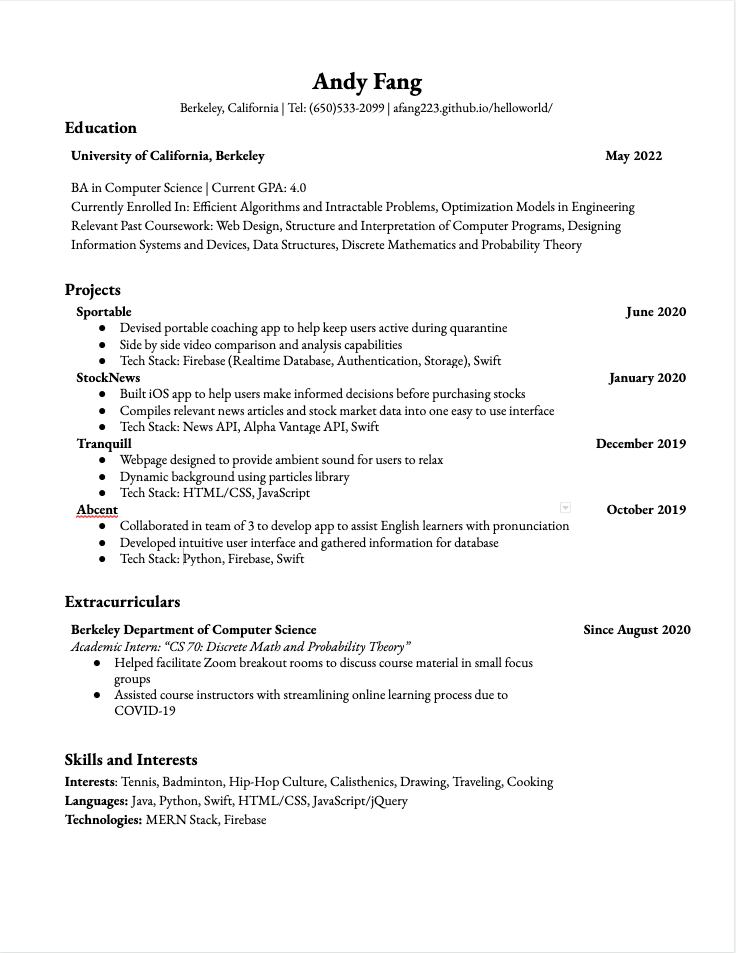 Andy Fang
Berkeley, California | Tel: (650)533-2099 | afang223.github.io/helloworld/
Education
University of California, Berkeley May 2022
BA in Computer Science | Current GPA: 4.0
Currently Enrolled In: Efficient Algorithms and Intractable Problems, Optimization Models in Engineering
Relevant Past Coursework: Web Design, Structure and Interpretation of Computer Programs, Designing
Information Systems and Devices, Data Structures, Discrete Mathematics and Probability Theory
Projects
Sportable June 2020
● Devised portable coaching app to help keep users active during quarantine
● Side by side video comparison and analysis capabilities
● Tech Stack: Firebase (Realtime Database, Authentication, Storage), Swift
StockNews January 2020
● Built iOS app to help users make informed decisions before purchasing stocks
● Compiles relevant news articles and stock market data into one easy to use interface
● Tech Stack: News API, Alpha Vantage API, Swift
Tranquill December 2019
● Webpage designed to provide ambient sound for users to relax
● Dynamic background using particles library
● Tech Stack: HTML/CSS, JavaScript
Abcent October 2019
● Collaborated in team of 3 to develop app to assist English learners with pronunciation
● Developed intuitive user interface and gathered information for database
● Tech Stack: Python, Firebase, Swift
Extracurriculars
Berkeley Department of Computer Science Since August 2020
Academic Intern: “CS 70: Discrete Math and Probability Theory”
● Helped facilitate Zoom breakout rooms to discuss course material in small focus
groups
● Assisted course instructors with streamlining online learning process due to
COVID-19
Skills and Interests
Interests: Tennis, Badminton, Hip-Hop Culture, Calisthenics, Drawing, Traveling, Cooking
Languages: Java, Python, Swift, HTML/CSS, JavaScript/jQuery
Technologies: MERN Stack, Firebase